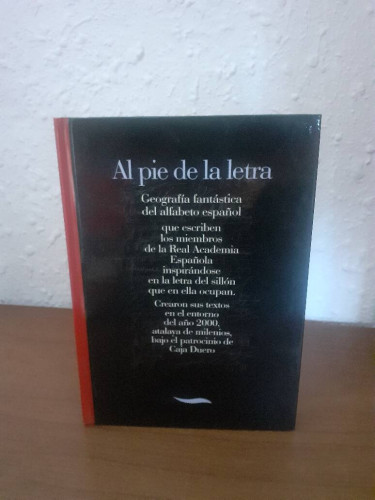 Al pie de la letra
Geografía fantástica
del alfabeto español
que escriben
los miembros
de la Real Academia
Española
inspirándose
en la letra del sillón
que en ella ocupan.
Crearon sus textos
en el entorno
del año 2000,
atalaya de milenios,
bajo el patrocinio de
Caja Duero